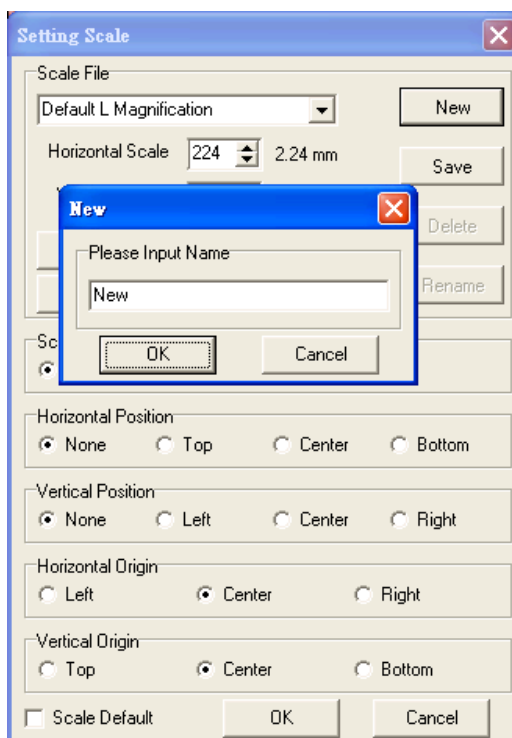 Setting Scale
Scale File
Default L Magnification
New
Horizontal Scale 224 2.24 mm
Save
New
Delete
Please Input Name
New
Rename
OK Cancel
Sc
Horizontal Position
None Top Center Bottom
Vertical Position
None Left Center Right
Horizontal Origin
Left Center Right
Vertical Origin
Top Center Bottom
Scale Default OK Cancel